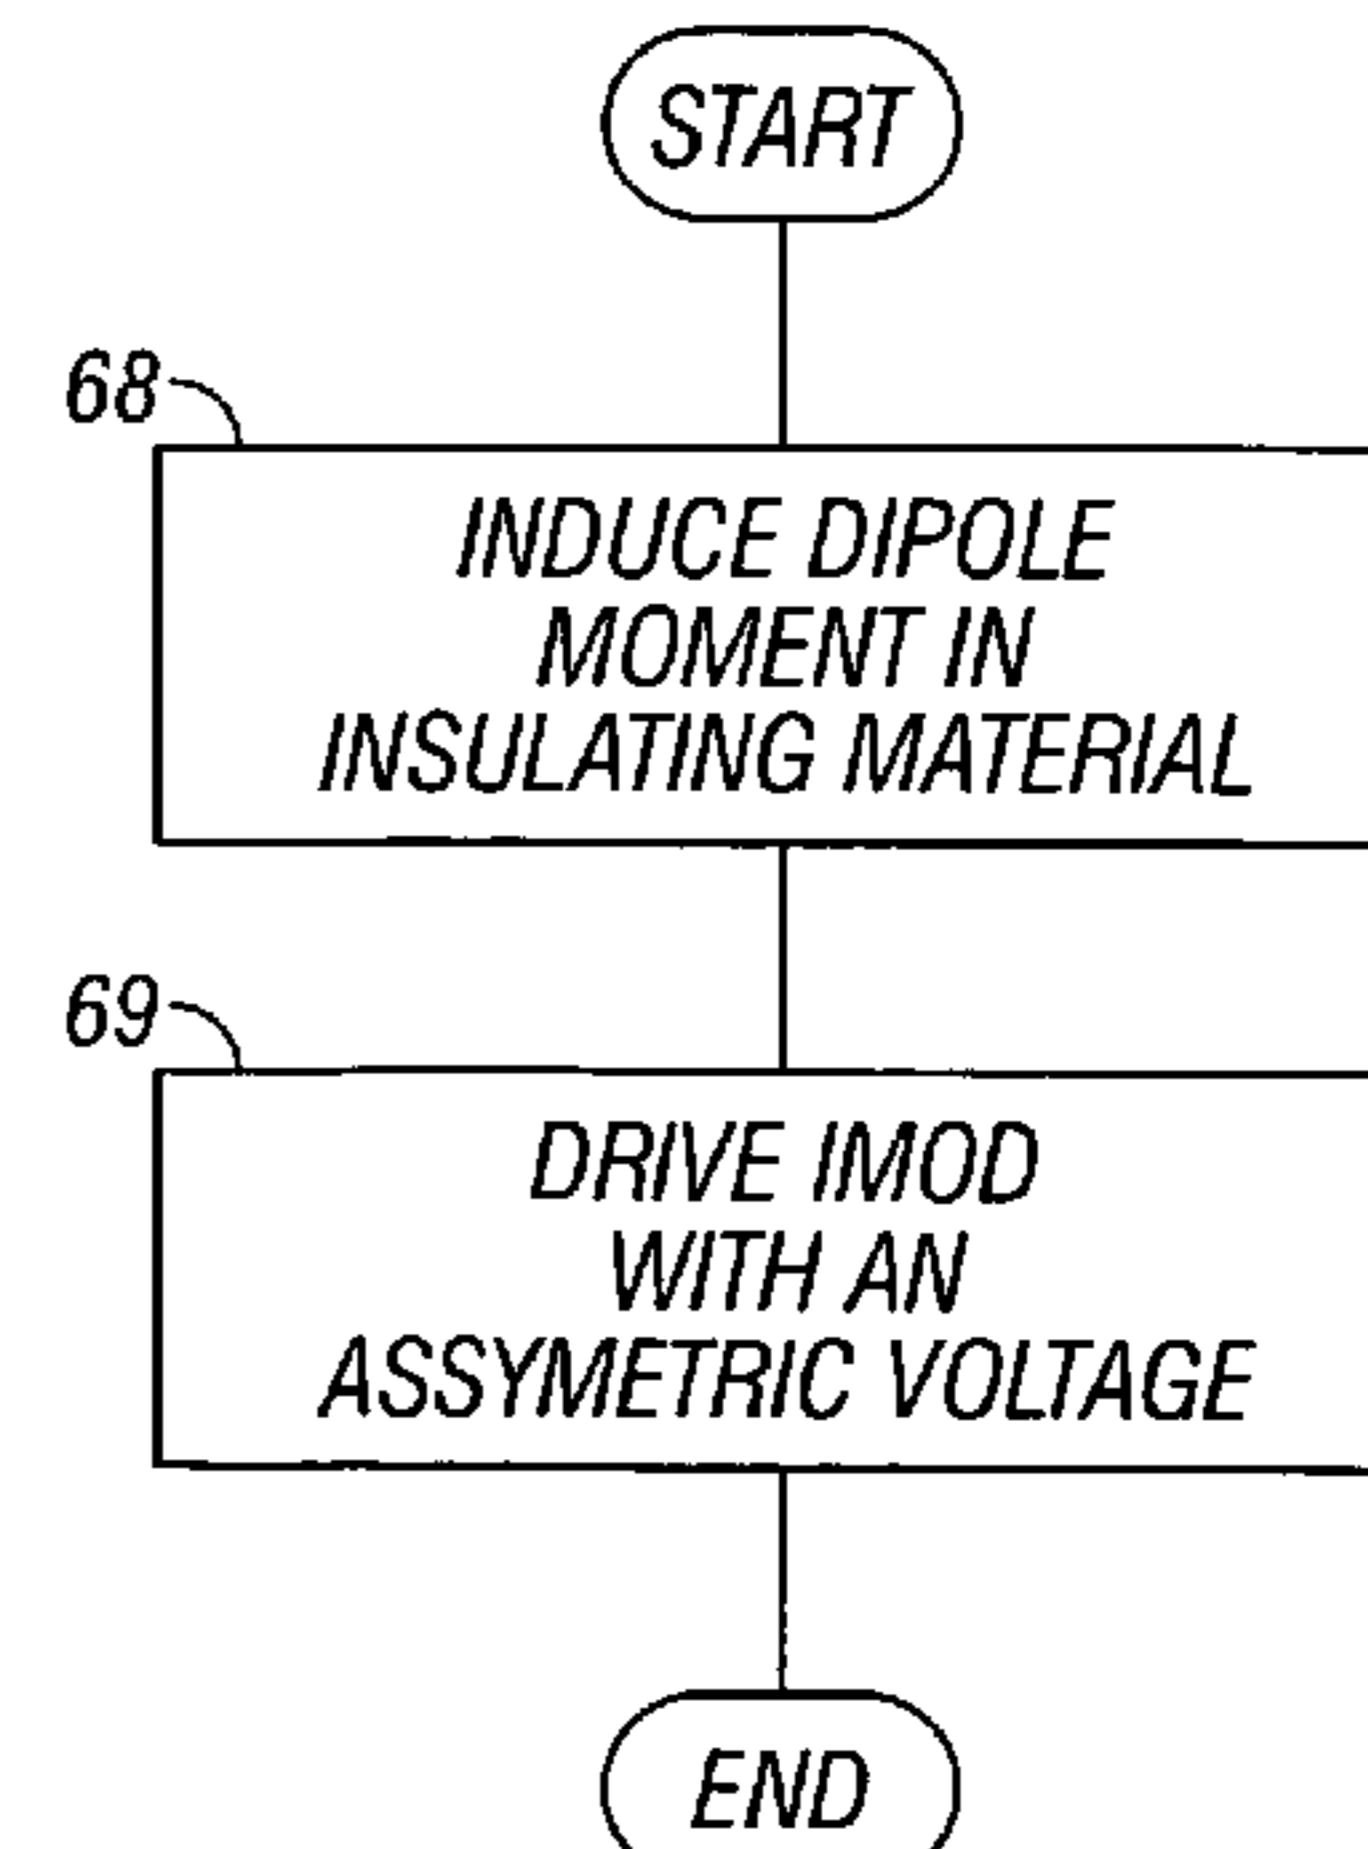 START
68
INDUCE DIPOLE
MOMENT IN
INSULATING MATERIAL
69
DRIVE IMOD
WITH AN
ASSYMETRIC VOLTAGE
END